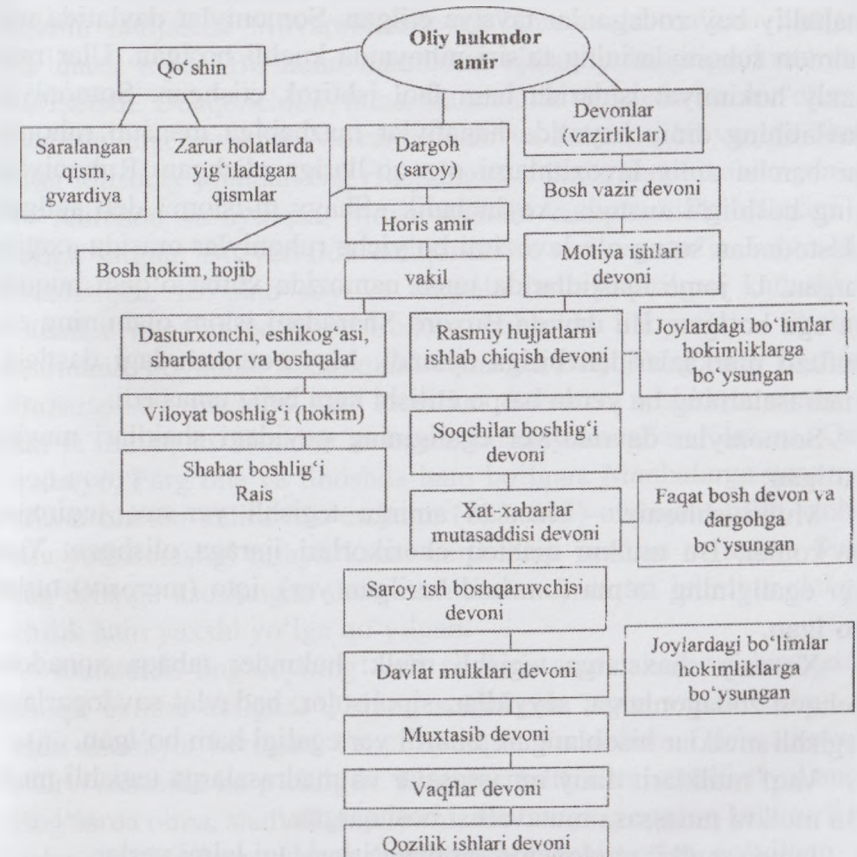 Oliy hukmdor
amir
Qo‘shin
Devonlar
(vazirliklar)
Saralangan
qism,
gvardiya
Zarur holatlarda
yig‘iladigan
qismlar
Dargoh
(saroy)
Bosh vazir devoni
Horis amir
vakil
Bosh hokim, hojib
Moliya ishlari
devoni
Dasturxonchi, eshikog‘asi,
sharbatdor va boshqalar
Rasmiy hujjatlarni
ishlab chiqish devoni
Joylardagi bo‘limlar
hokimliklarga
bo‘ysungan
Viloyat boshlig‘i (hokim)
Soqchilar boshlig‘i
devoni
Shahar boshlig‘i
Rais
Xat-xabarlar
mutasaddisi devoni
Faqat bosh devon va
dargohga
bo‘ysungan
Saroy ish boshqaruvchisi
devoni
Davlat mulklari devoni
Joylardagi bo‘limlar
hokimliklarga
bo‘ysungan
Muxtasib devoni
Vaqflar devoni
Qozilik ishlari devoni